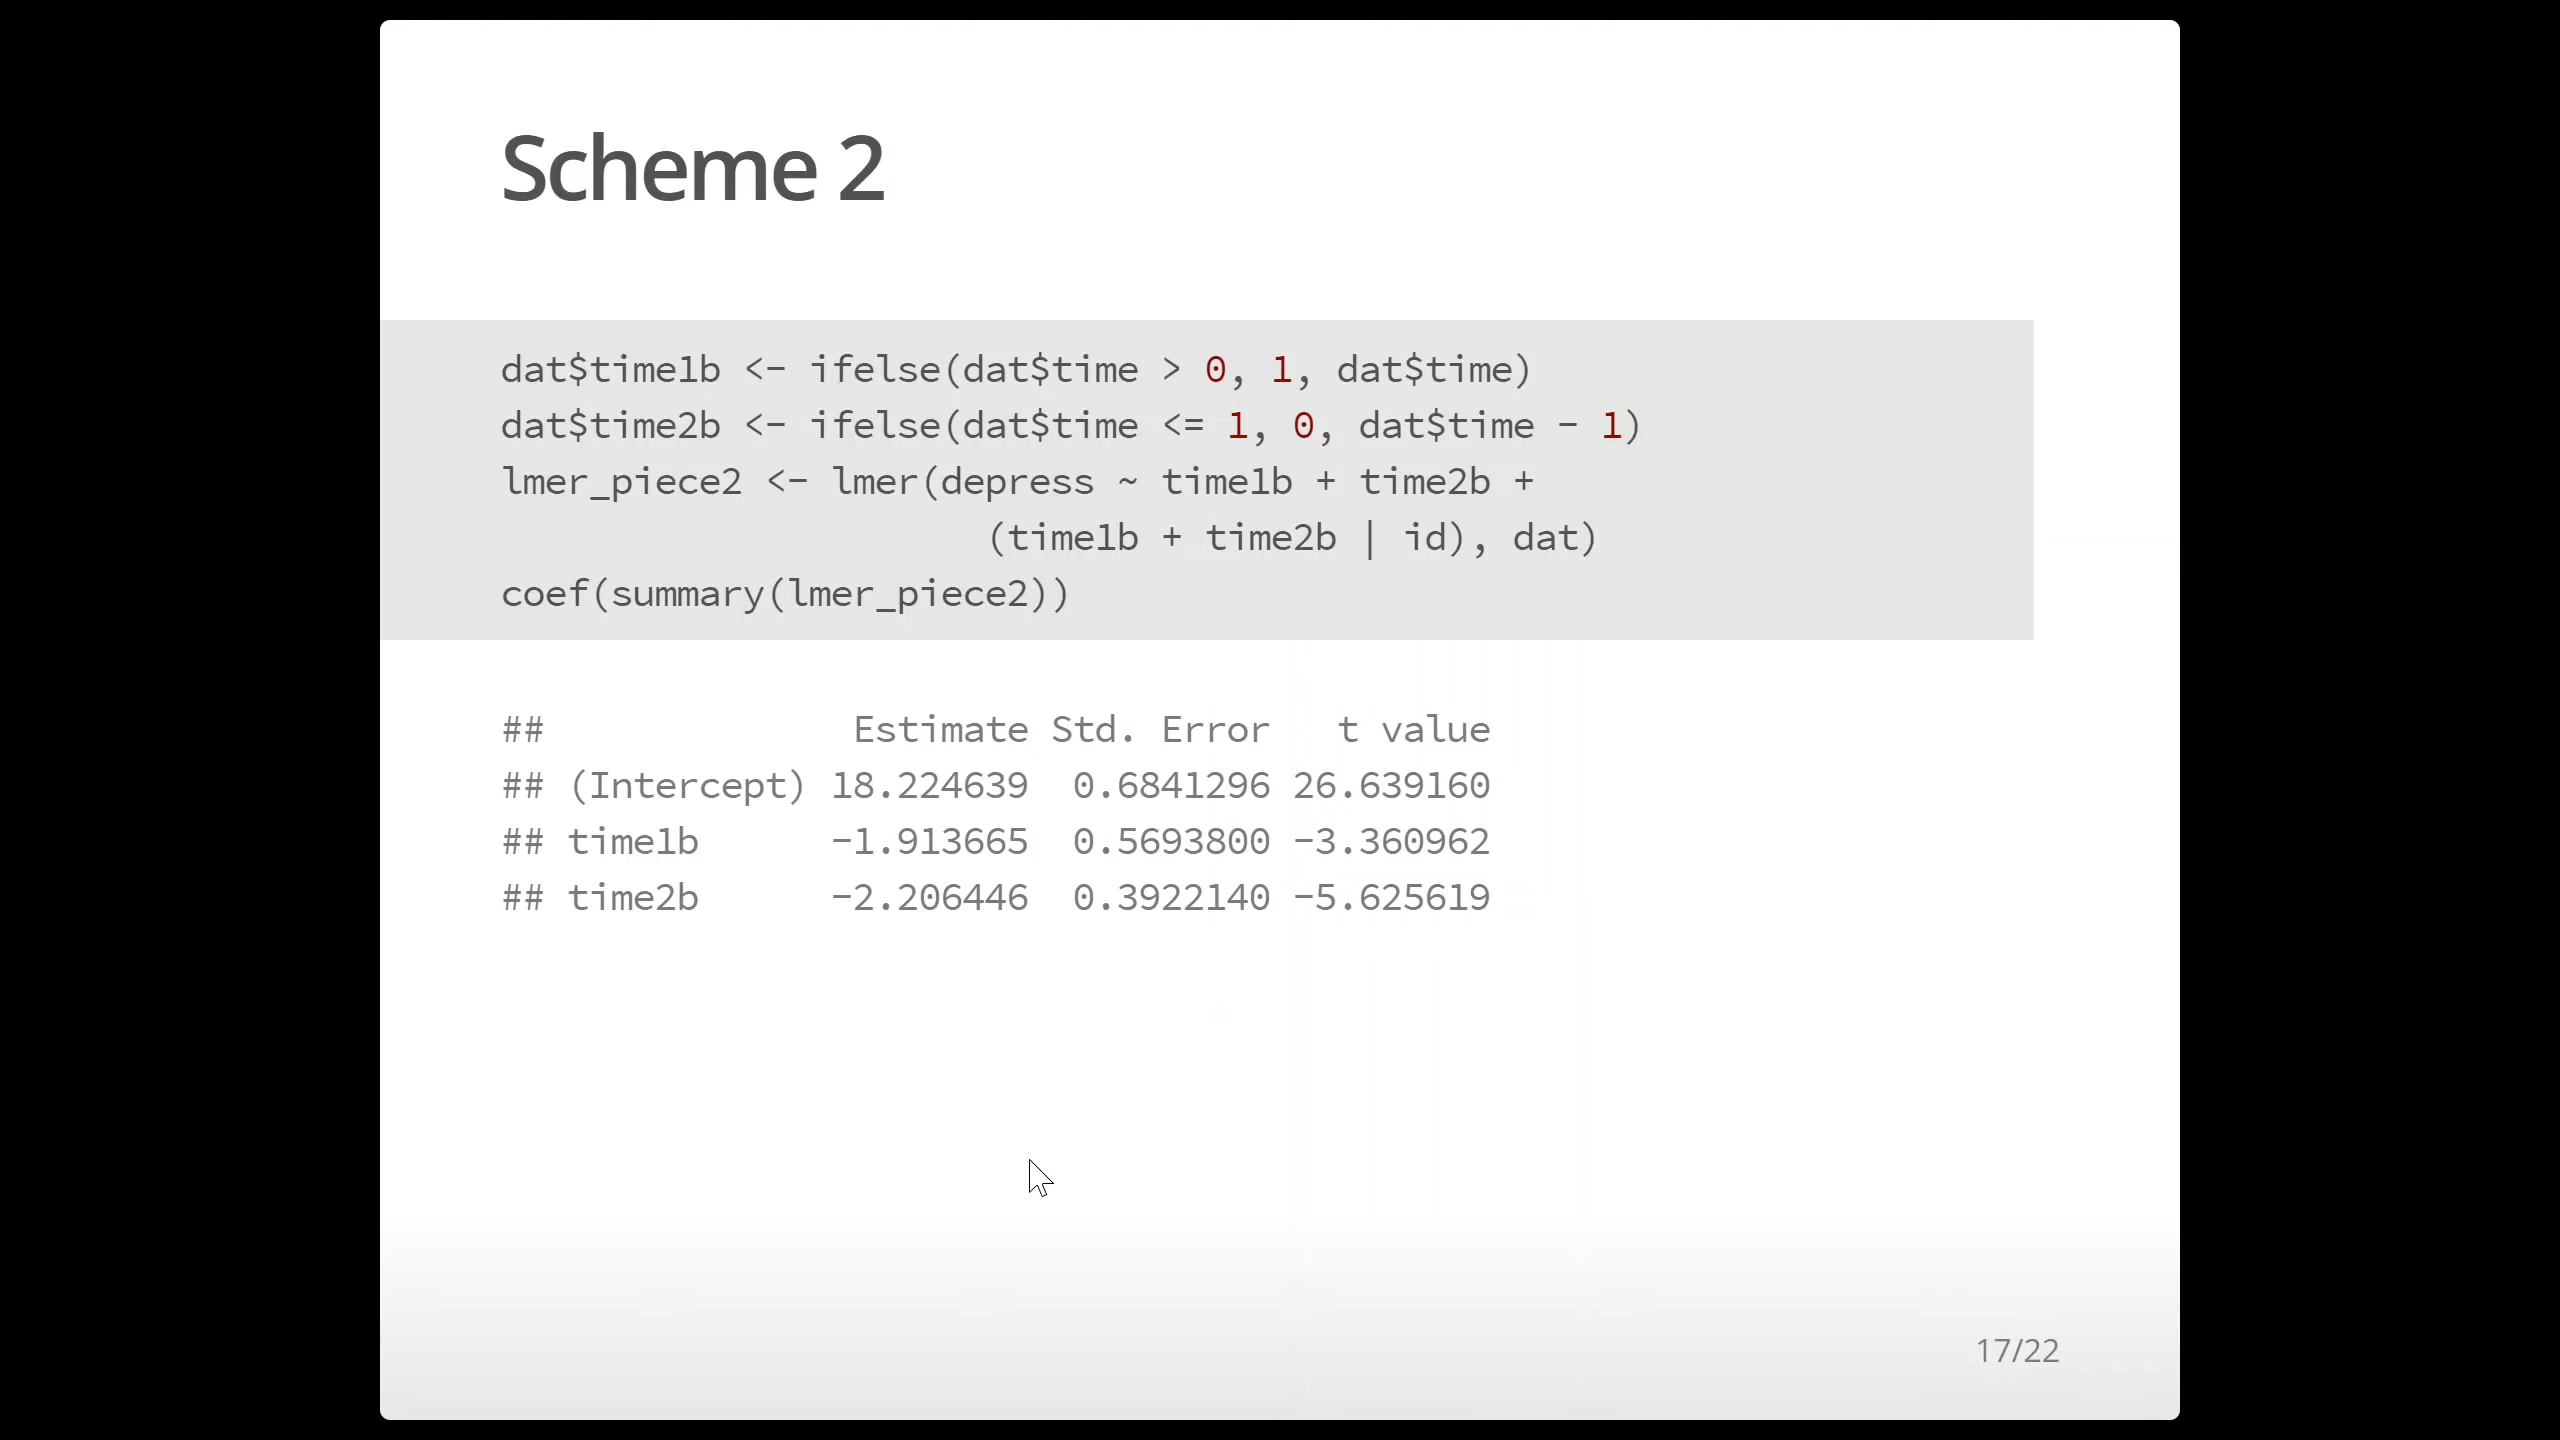 Scheme 2
dat$time1b <- ifelse(dat$time > 0, 1, dat$time)
dat$time2b <- ifelse(dat$time <= 1, 0, dat$time - 1)
lmer_piece2 <- lmer(depress ~ time1b + time2b +
(time1b + time2b | id), dat)
coef(summary(lmer_piece2))
## Estimate Std. Error t value
## (Intercept) 18.224639 0.6841296 26.639160
## time1b -1.913665 0.5693800 -3.360962
## time2b -2.206446 0.3922140 -5.625619
17/22